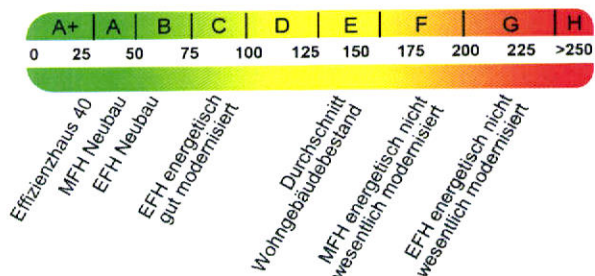 A+ A B C D E F G H
0 25 50 75 100 125 150 175 200 225 >250
Effizienzhaus 40
MFH Neubau
EFH Neubau
EFH energetisch
gut modernisiert
Durchschnitt
Wohngebäudebestand
MFH energetisch nicht
wesentlich modernisiert
EFH energetisch nicht
wesentlich modernisiert